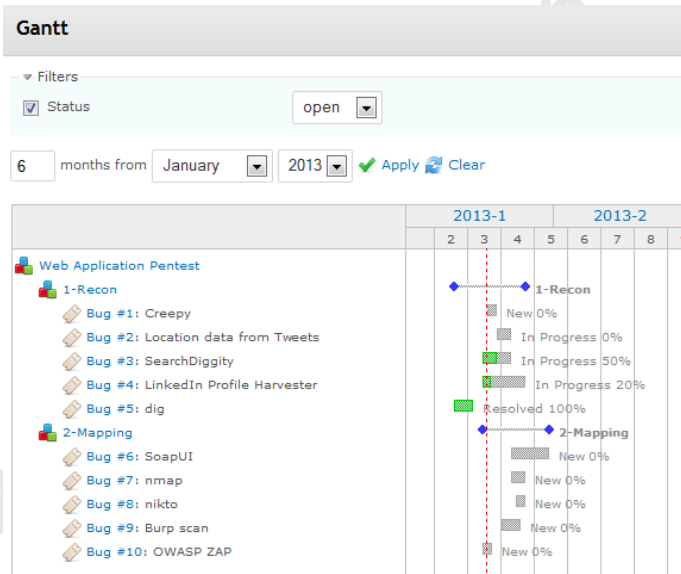 Gantt
Filters
Status open
6 months from January 2013 Apply Clear
2013-1 2013-2
2 3 4 5 6 7 8
Web Application Pentest
1-Recon 1-Recon
Bug #1: Creepy New 0%
Bug #2: Location data from Tweets In Progress 0%
Bug #3: SearchDiggity In Progress 50%
Bug #4: LinkedIn Profile Harvester In Progress 20%
Bug #5: dig Resolved 100%
2-Mapping 2-Mapping
Bug #6: SoapUI New 0%
Bug #7: nmap New 0%
Bug #8: nikto New 0%
Bug #9: Burp scan New 0%
Bug #10: OWASP ZAP New 0%